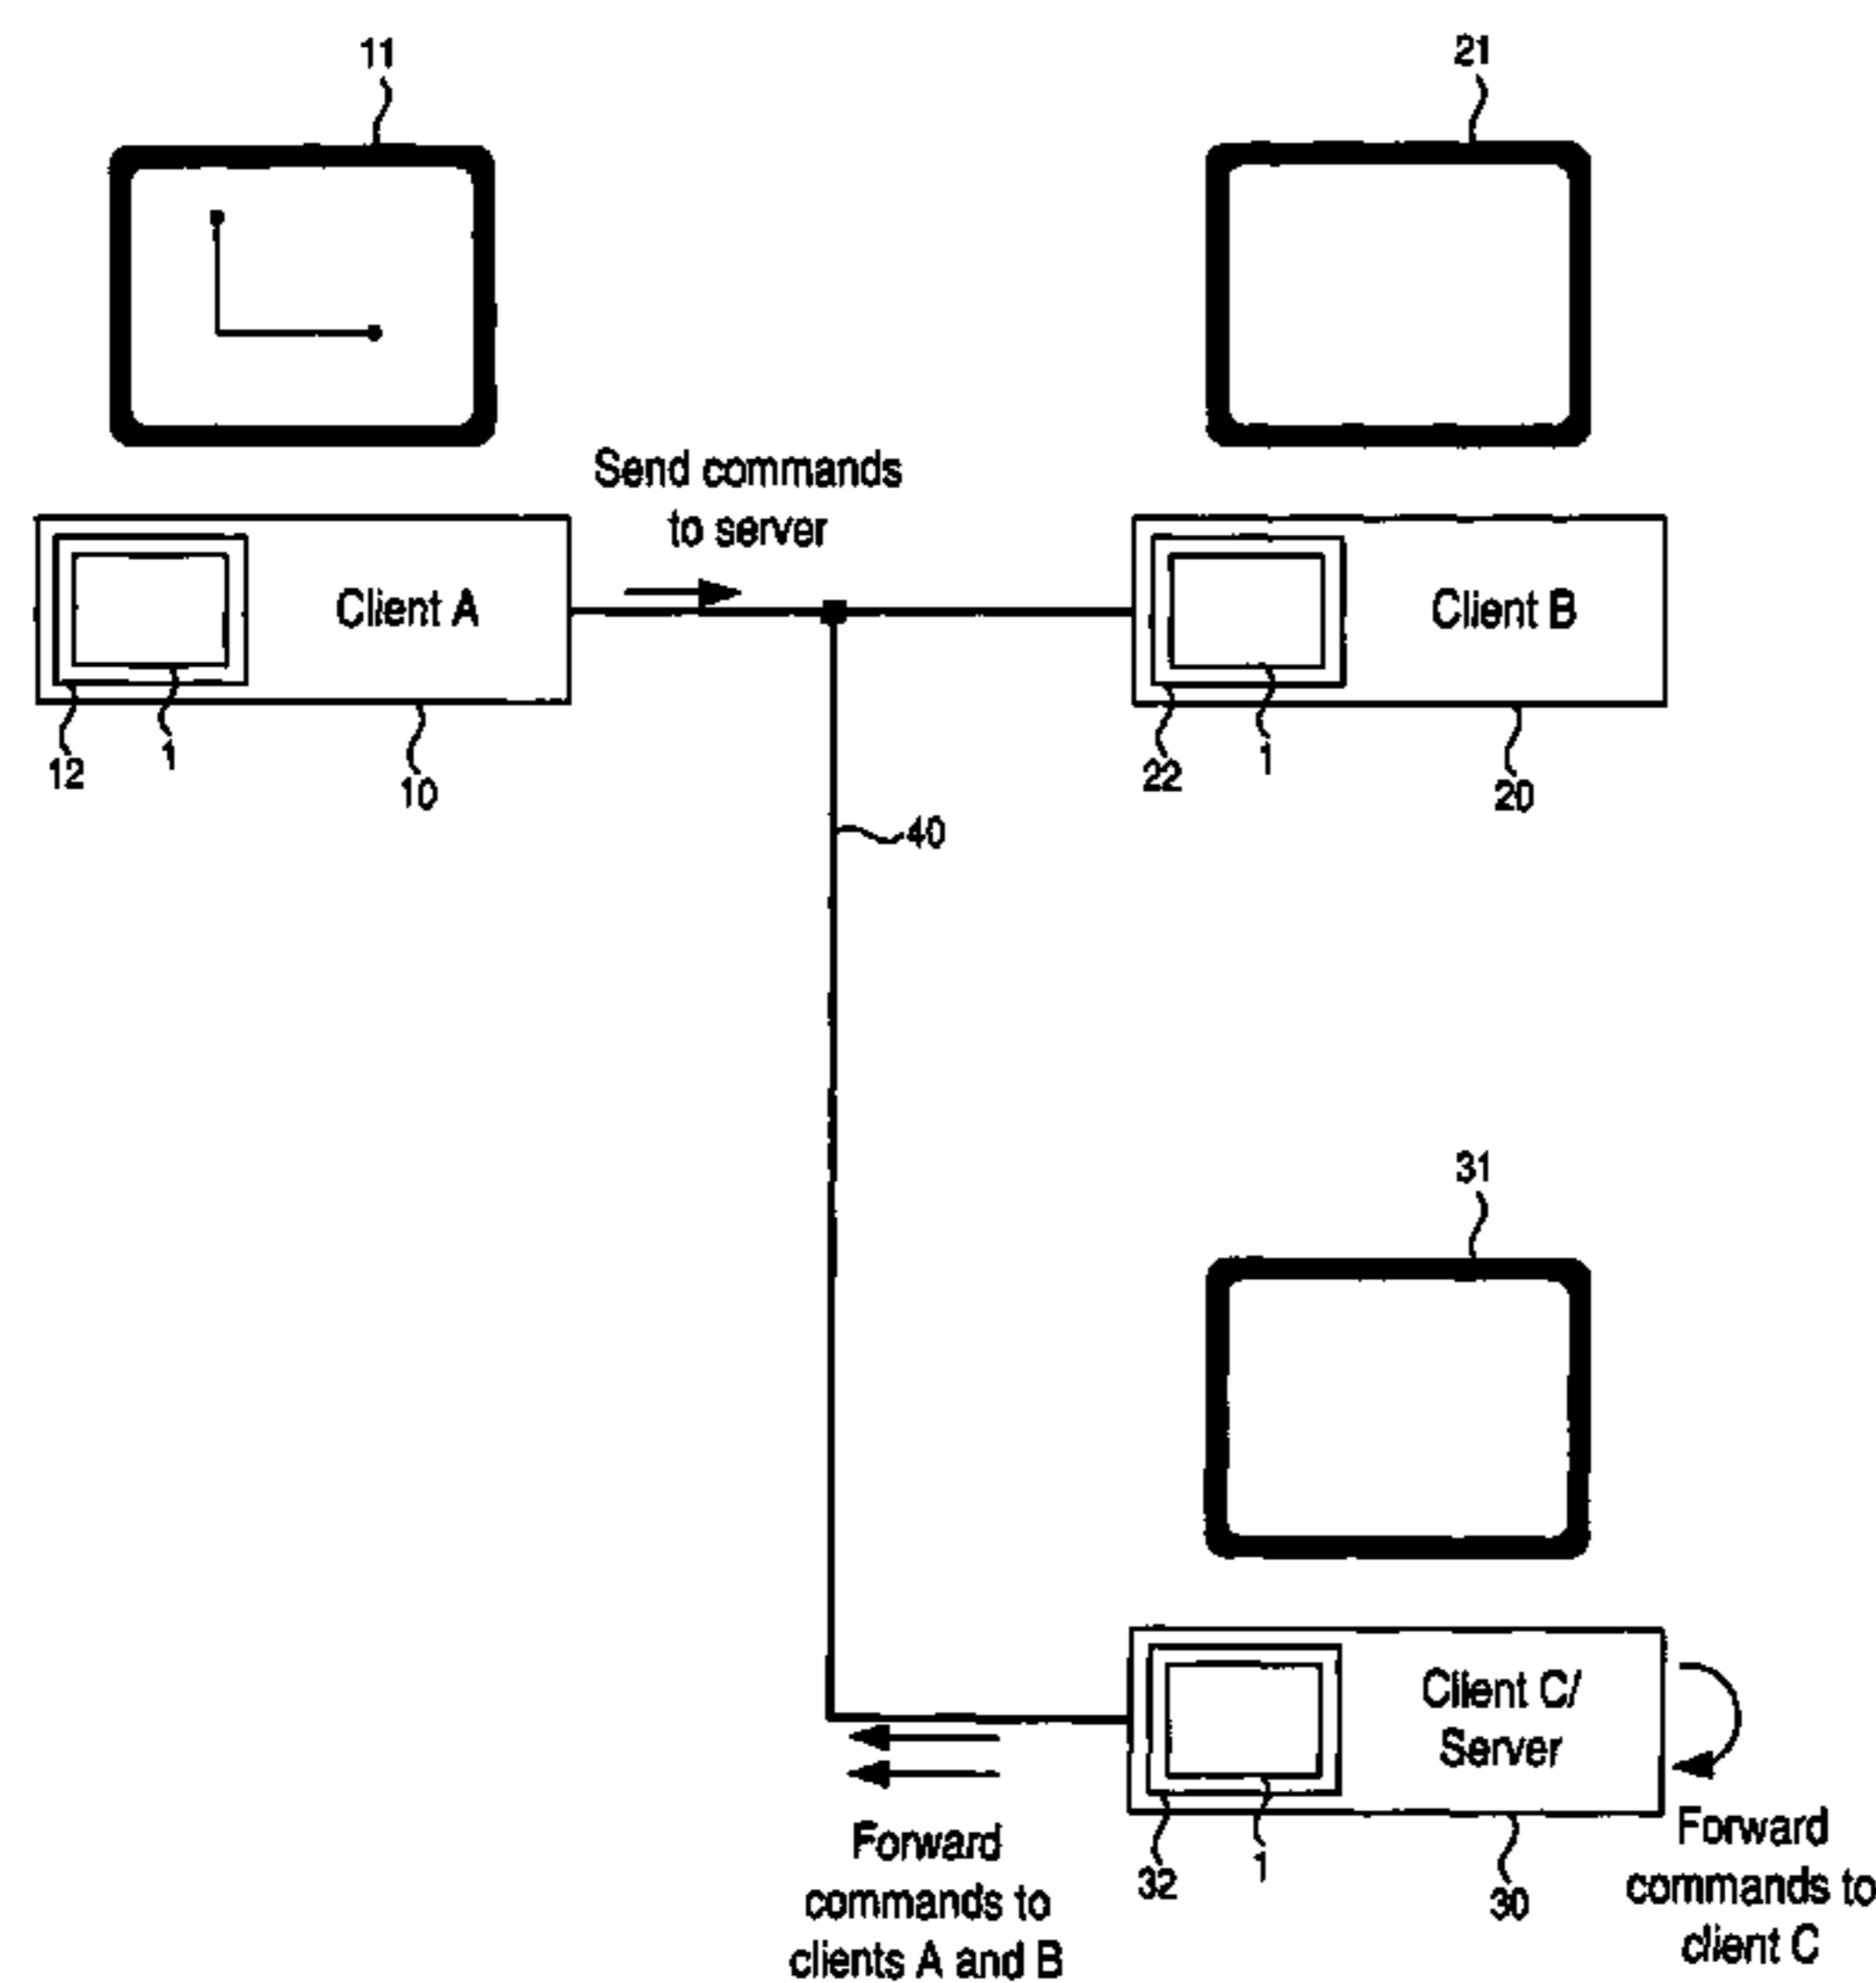 11
21
Send commands
to server
Client A
Client B
12
1
10
22
1
20
40
31
Client C/
Server
32
1
30
Forward
commands to
clients A and B
Forward
commands to
client C